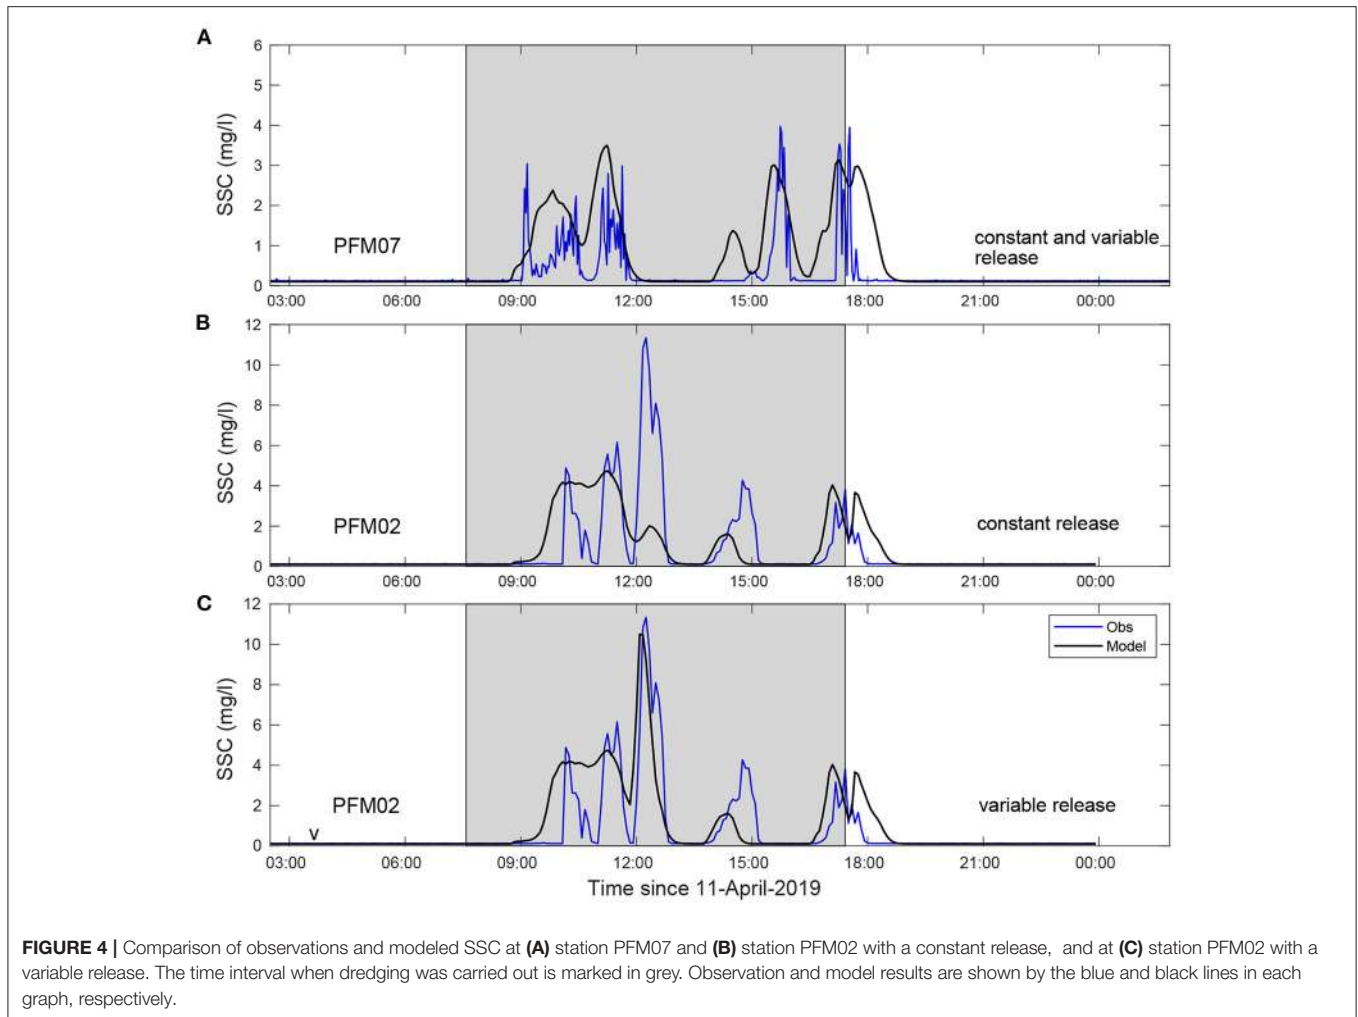 A
6
5
4
3
2
1
0
SSC (mg/l)
PFM07
constant and variable
release
03:00 06:00 09:00 12:00 15:00 18:00 21:00 00:00
B
12
10
8
6
4
2
0
SSC (mg/l)
PFM02
constant release
03:00 06:00 09:00 12:00 15:00 18:00 21:00 00:00
C
12
10
8
6
4
2
0
SSC (mg/l)
Obs
Model
PFM02
variable release
v
03:00 06:00 09:00 12:00 15:00 18:00 21:00 00:00
Time since 11-April-2019
FIGURE 4 | Comparison of observations and modeled SSC at (A) station PFM07 and (B) station PFM02 with a constant release, and at (C) station PFM02 with a
variable release. The time interval when dredging was carried out is marked in grey. Observation and model results are shown by the blue and black lines in each
graph, respectively.